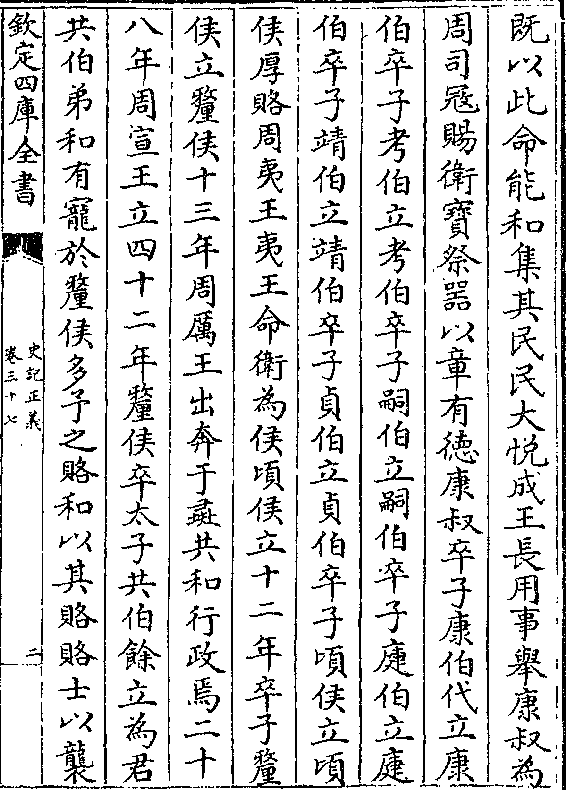 既以此命能和集其民民大悅成王長用事舉康叔為
周司冦賜衛寶祭器以章有徳康叔卒子康伯代立康
伯卒子考伯立考伯卒子嗣伯立嗣伯卒子㾏伯立㾏
伯卒子靖伯立靖伯卒子貞伯立貞伯卒子頃侯立頃
侯厚賂周夷王夷王命衛為侯頃侯立十二年卒子釐
侯立釐侯十三年周厲王出奔于彘共和行政焉二十
八年周宣王立四十二年釐侯卒太子共伯餘立為君
共伯弟和有寵於釐侯多予之賂和以其賂賂士以襲
欽定四庫全書
史記正義
卷三十七
二